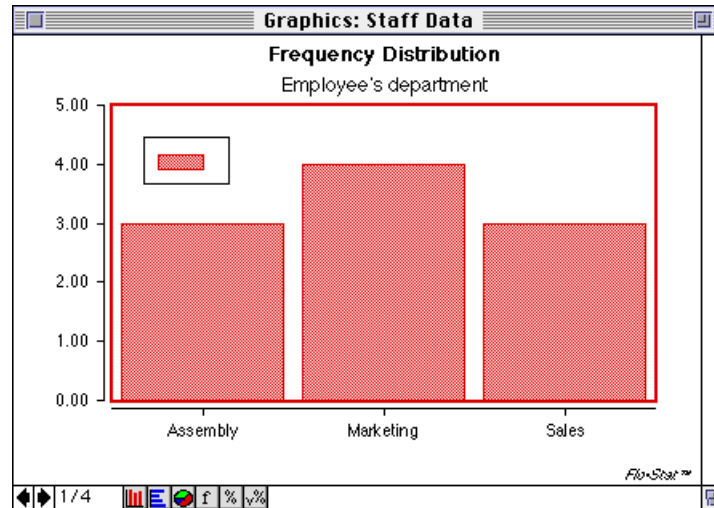 Graphics: Staff Data
Frequency Distribution
Employee's department
5.00
4.00
3.00
2.00
1.00
0.00
Assembly Marketing Sales
Flo•Stat™
1/4 f % √%